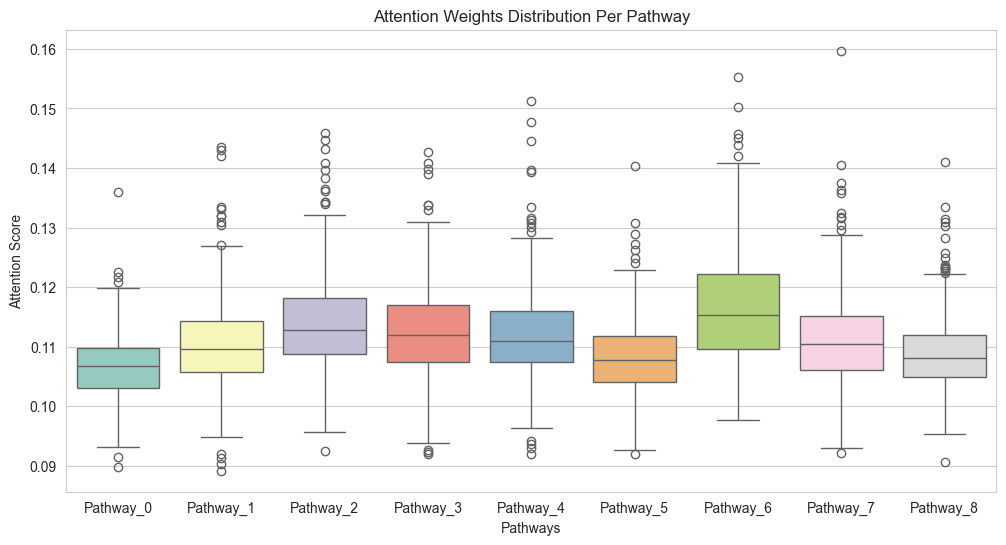 Attention Weights Distribution Per Pathway
0.16
0.15
0.14
0.13
0.12
0.11
0.10
0.09
Attention Score
Pathway_0 Pathway_1 Pathway_2 Pathway_3 Pathway_4 Pathway_5 Pathway_6 Pathway_7 Pathway_8
Pathways